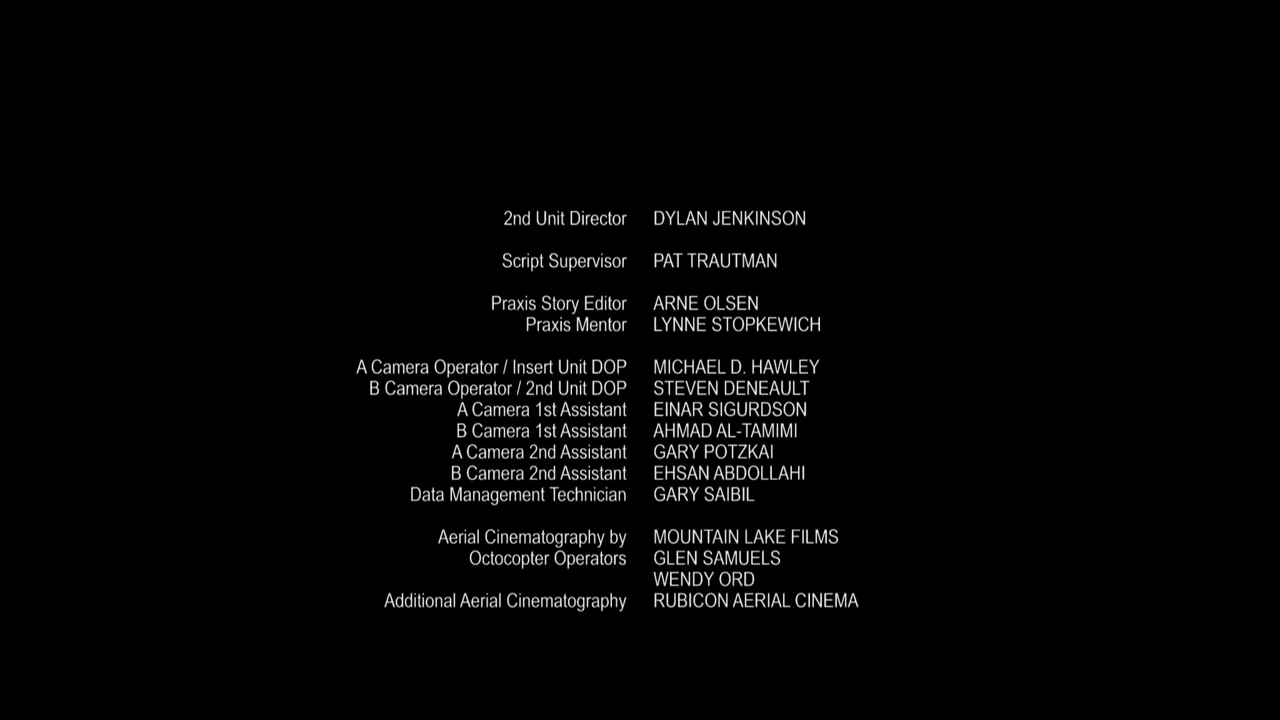 2nd Unit Director DYLAN JENKINSON
Script Supervisor PAT TRAUTMAN
Praxis Story Editor ARNE OLSEN
Praxis Mentor LYNNE STOPKEWICH
A Camera Operator / Insert Unit DOP MICHAEL D. HAWLEY
B Camera Operator / 2nd Unit DOP STEVEN DENEAULT
A Camera 1st Assistant EINAR SIGURDSON
B Camera 1st Assistant AHMAD AL-TAMIMI
A Camera 2nd Assistant GARY POTZKAI
B Camera 2nd Assistant EHSAN ABDOLLAHI
Data Management Technician GARY SAIBIL
Aerial Cinematography by MOUNTAIN LAKE FILMS
Octocopter Operators GLEN SAMUELS
WENDY ORD
Additional Aerial Cinematography RUBICON AERIAL CINEMA